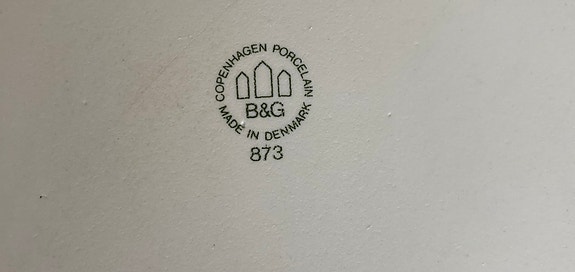 COPENHAGEN PORCELAIN
B&G
MADE IN DENMARK
873